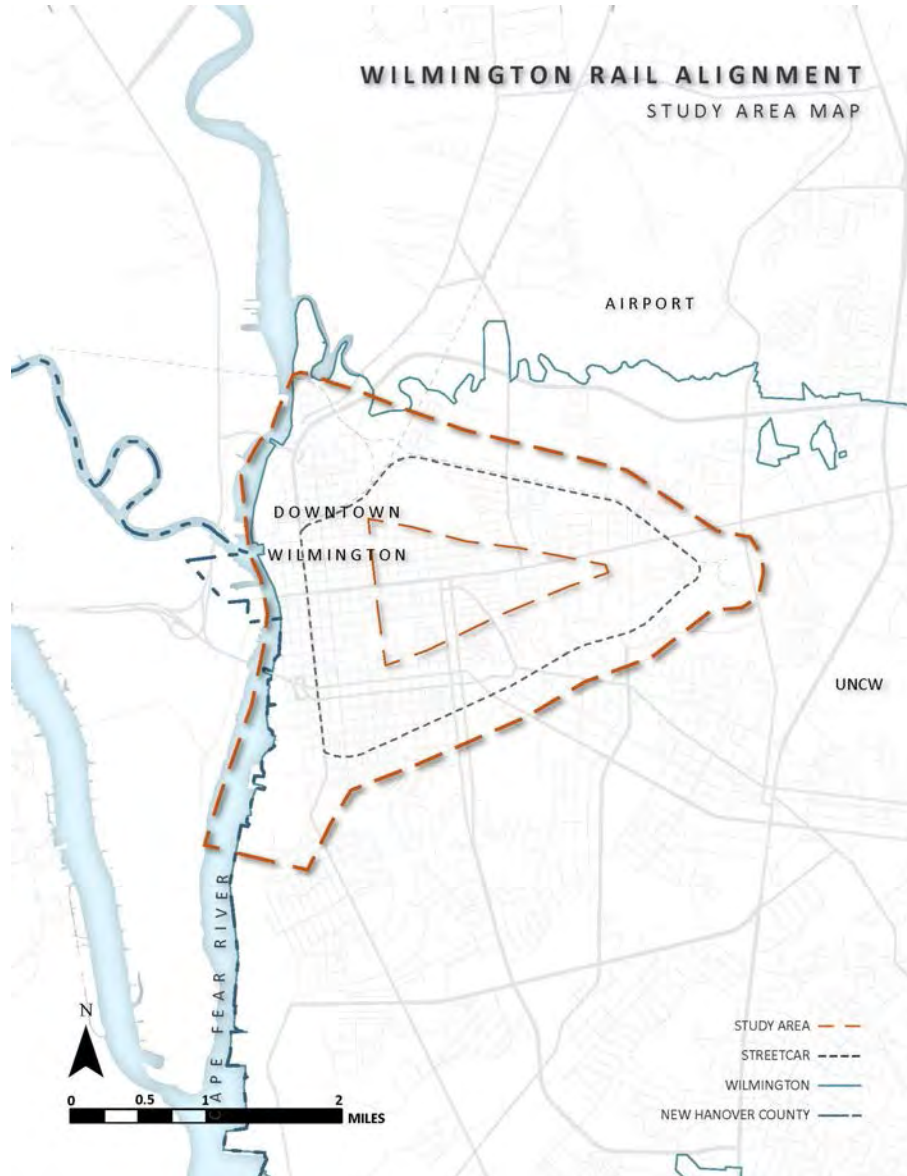 WILMINGTON RAIL ALIGNMENT
STUDY AREA MAP
AIRPORT
DOWNTOWN
WILMINGTON
UNCW
CAPE FEAR RIVER
N
0 0.5 1 2
MILES
STUDY AREA
STREETCAR
WILMINGTON
NEW HANOVER COUNTY